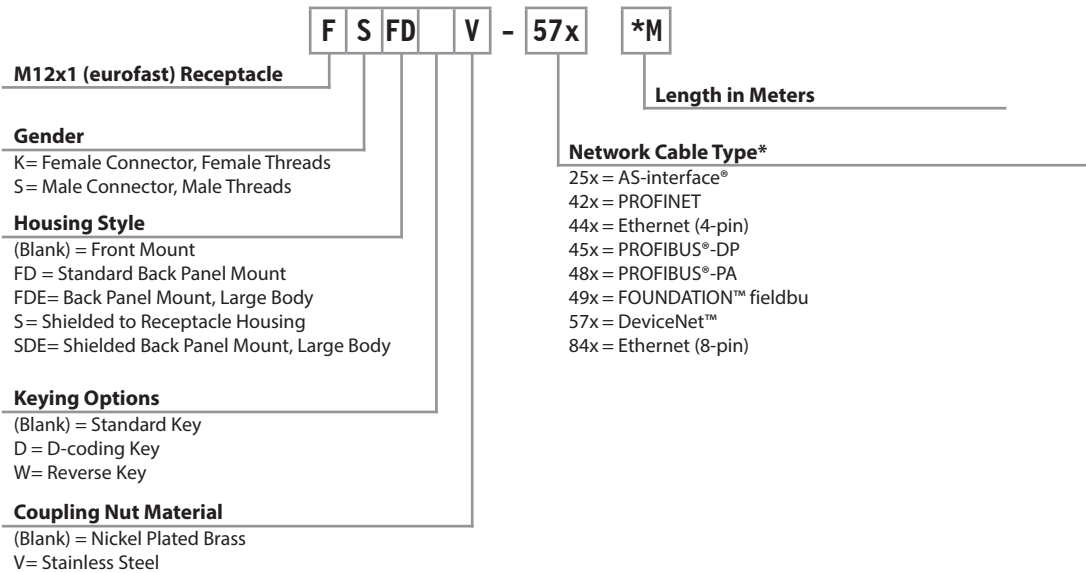 F S FD V - 57x *M
M12x1 (eurofast) Receptacle
Length in Meters
Gender
K= Female Connector, Female Threads
S= Male Connector, Male Threads
Housing Style
(Blank) = Front Mount
FD = Standard Back Panel Mount
FDE= Back Panel Mount, Large Body
S= Shielded to Receptacle Housing
SDE= Shielded Back Panel Mount, Large Body
Keying Options
(Blank) = Standard Key
D = D-coding Key
W= Reverse Key
Coupling Nut Material
(Blank) = Nickel Plated Brass
V= Stainless Steel
Network Cable Type*
25x = AS-interface®
42x = PROFINET
44x = Ethernet (4-pin)
45x = PROFIBUS®-DP
48x = PROFIBUS®-PA
49x = FOUNDATION™ fieldbu
57x = DeviceNet™
84x = Ethernet (8-pin)